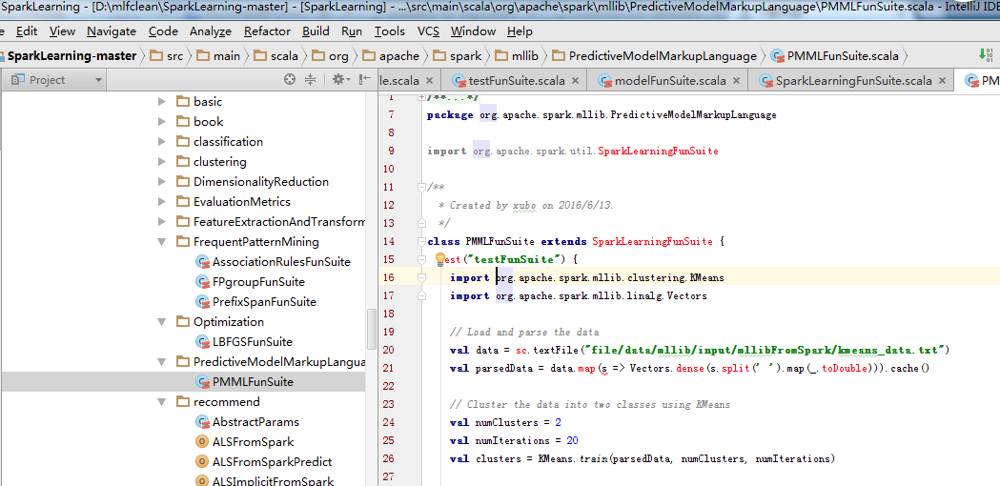 SparkLearning - [D:\mlfclean\SparkLearning-master] - [SparkLearning] - ...\src\main\scala\org\apache\spark\mllib\PredictiveModelMarkupLanguage\PMMLFunSuite.scala - IntelliJ IDE
Edit View Navigate Code Analyze Refactor Build Run Tools VCS Window Help
SparkLearning-master src main scala org apache spark mllib PredictiveModelMarkupLanguage PMMLFunSuite.scala
Project
le.scala testFunSuite.scala modelFunSuite.scala SparkLearningFunSuite.scala PM
basic
book
classification
clustering
DimensionalityReduction
EvaluationMetrics
FeatureExtractionAndTransform
FrequentPatternMining
AssociationRulesFunSuite
FPgroupFunSuite
PrefixSpanFunSuite
Optimization
LBFGSFunSuite
PredictiveModelMarkupLangua
PMMLFunSuite
recommend
AbstractParams
ALSFromSpark
ALSFromSparkPredict
ALSImplicitFromSpark
1 /**...*/
7 package org.apache.spark.mllib.PredictiveModelMarkupLanguage
8
9 import org.apache.spark.util.SparkLearningFunSuite
10
11 /**
12 * Created by xubo on 2016/6/13.
13 */
14 class PMMLFunSuite extends SparkLearningFunSuite {
15 est("testFunSuite") {
16 import org.apache.spark.mllib.clustering.KMeans
17 import org.apache.spark.mllib.linalg.Vectors
18
19 // Load and parse the data
20 val data = sc.textFile("file/data/mllib/input/mllibFromSpark/kmeans_data.txt")
21 val parsedData = data.map(s => Vectors.dense(s.split(' ').map(_.toDouble))).cache()
22
23 // Cluster the data into two classes using KMeans
24 val numClusters = 2
25 val numIterations = 20
26 val clusters = KMeans.train(parsedData, numClusters, numIterations)
27